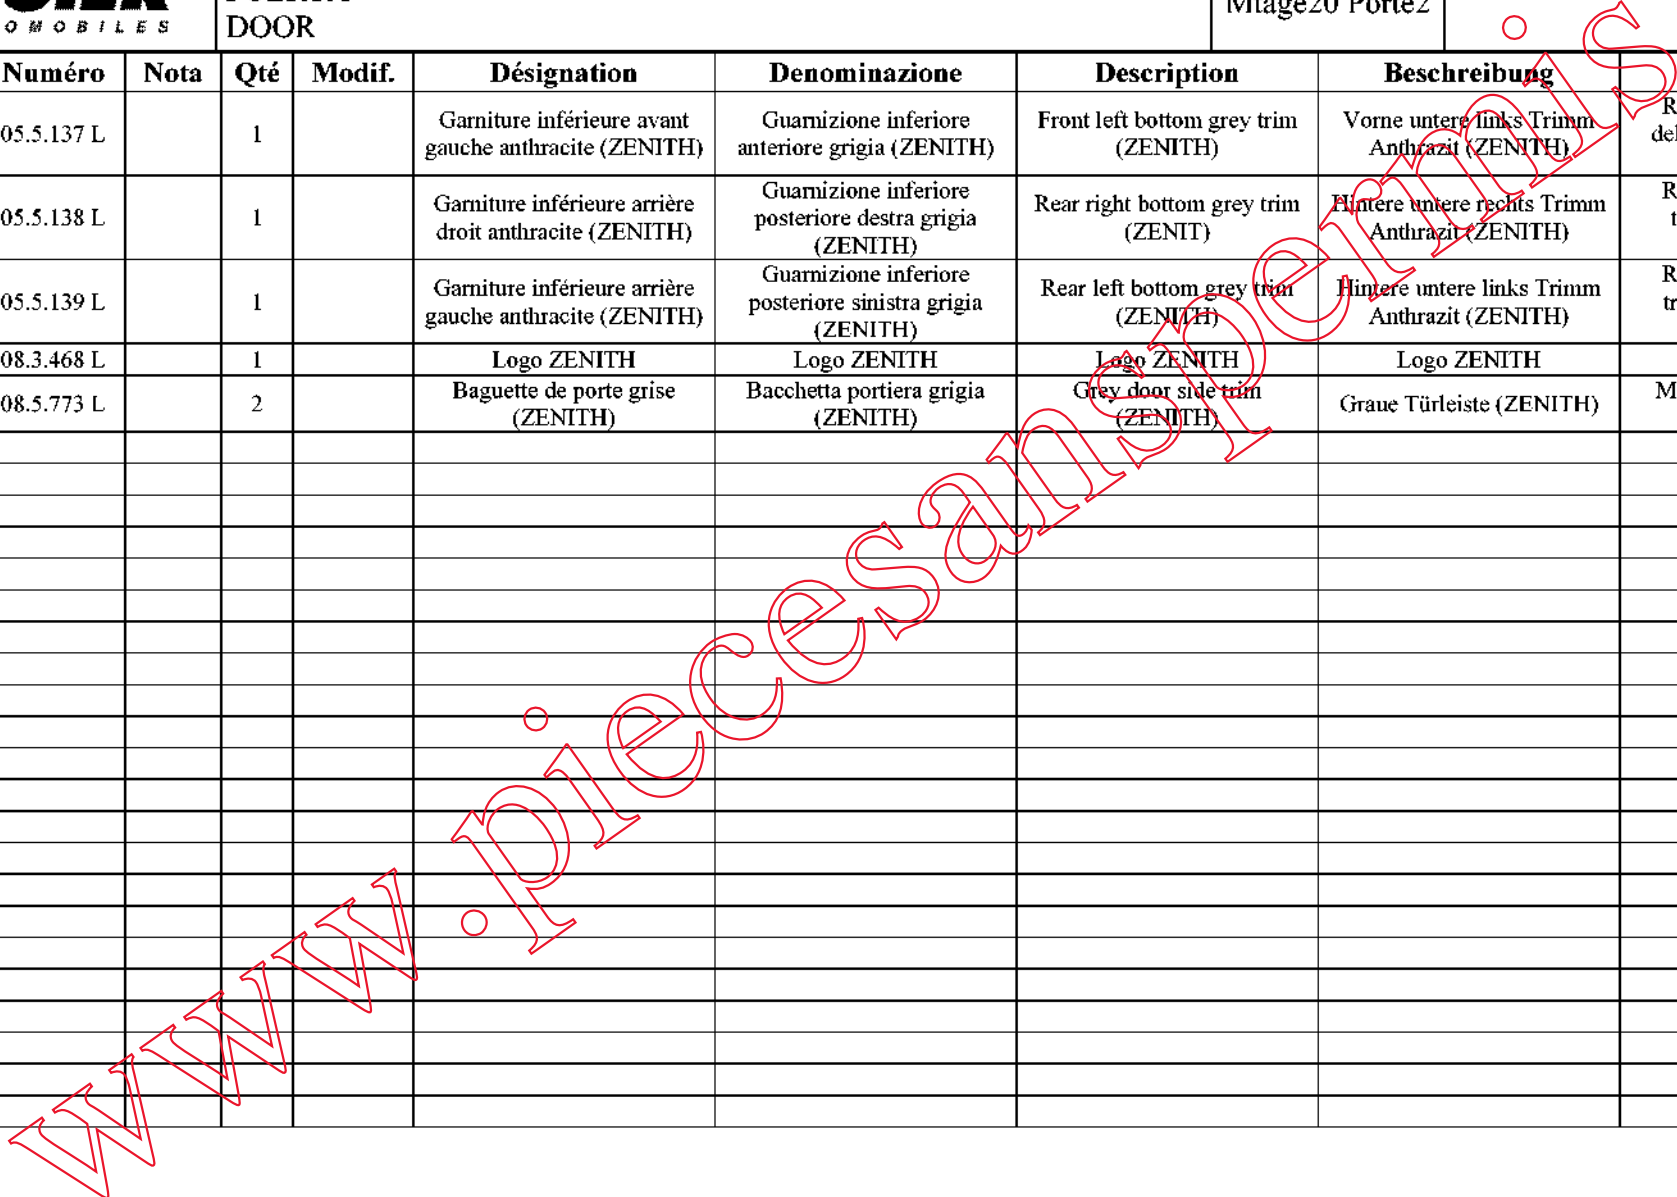 OMOBILES
DOOR
Mtage20 Porte2
Numéro Nota Qté Modif. Désignation Denominazione Description Beschreibung
05.5.137 L 1 Garniture inférieure avant gauche anthracite (ZENITH) Guarnizione inferiore anteriore grigia (ZENITH) Front left bottom grey trim (ZENITH) Vorne untere links Trimm Anthrazit (ZENITH) R del
05.5.138 L 1 Garniture inférieure arrière droit anthracite (ZENITH) Guarnizione inferiore posteriore destra grigia (ZENITH) Rear right bottom grey trim (ZENIT) Hintere untere rechts Trimm Anthrazit (ZENITH) R t
05.5.139 L 1 Garniture inférieure arrière gauche anthracite (ZENITH) Guarnizione inferiore posteriore sinistra grigia (ZENITH) Rear left bottom grey trim (ZENITH) Hintere untere links Trimm Anthrazit (ZENITH) R tr
08.3.468 L 1 Logo ZENITH Logo ZENITH Logo ZENITH Logo ZENITH
08.5.773 L 2 Baguette de porte grise (ZENITH) Bacchetta portiera grigia (ZENITH) Grey door side trim (ZENITH) Graue Türleiste (ZENITH) M
www.piecesanspermis